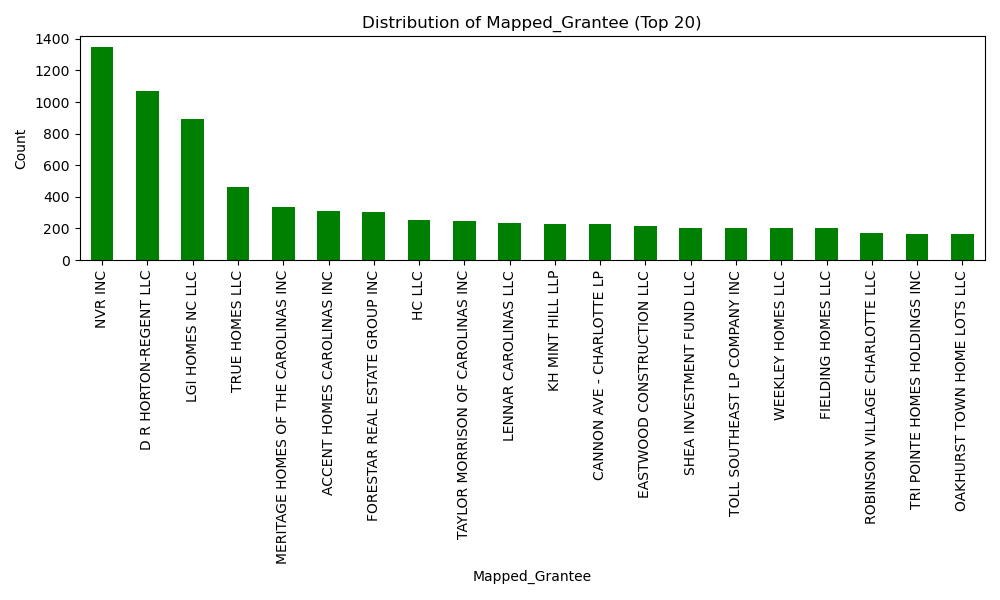 Distribution of Mapped_Grantee (Top 20)
1400
1200
1000
800
600
400
200
0
Count
NVR INC
D R HORTON-REGENT LLC
LGI HOMES NC LLC
TRUE HOMES LLC
MERITAGE HOMES OF THE CAROLINAS INC
ACCENT HOMES CAROLINAS INC
FORESTAR REAL ESTATE GROUP INC
HC LLC
TAYLOR MORRISON OF CAROLINAS INC
LENNAR CAROLINAS LLC
KH MINT HILL LLP
CANNON AVE - CHARLOTTE LP
EASTWOOD CONSTRUCTION LLC
SHEA INVESTMENT FUND LLC
TOLL SOUTHEAST LP COMPANY INC
WEEKLEY HOMES LLC
FIELDING HOMES LLC
ROBINSON VILLAGE CHARLOTTE LLC
TRI POINTE HOMES HOLDINGS INC
OAKHURST TOWN HOME LOTS LLC
Mapped_Grantee